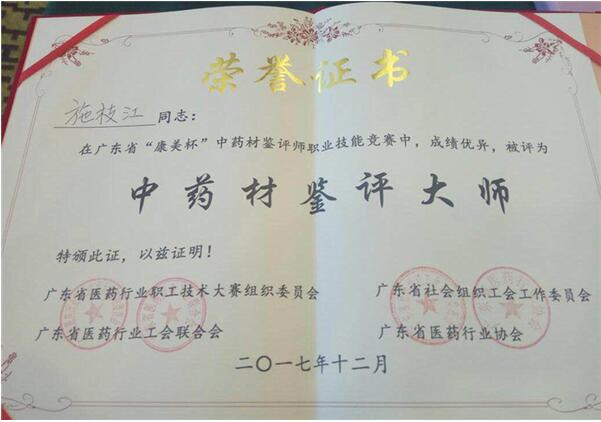 荣誉证书
施枝江 同志：
在广东省“康美杯”中药材鉴评师职业技能竞赛中，成绩优异，被评为
中药材鉴评大师
特颁此证，以兹证明！
广东省医药行业职工技术大赛组织委员会 广东省社会组织工会工作委员会
广东省医药行业工会联合会 广东省医药行业协会
二〇一七年十二月